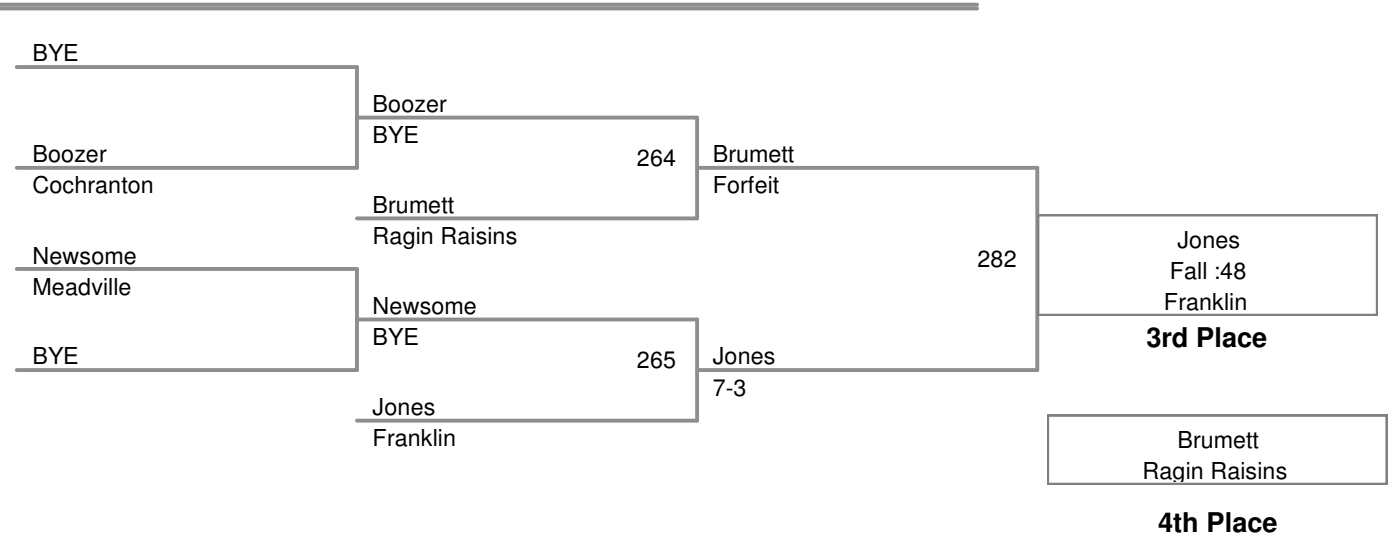 BYE
Boozer
Cochranton
Newsome
Meadville
BYE
Boozer
BYE
264
Brumett
Ragin Raisins
Newsome
BYE
265
Jones
Franklin
Brumett
Forfeit
282
Jones
7-3
Jones
Fall :48
Franklin
3rd Place
Brumett
Ragin Raisins
4th Place